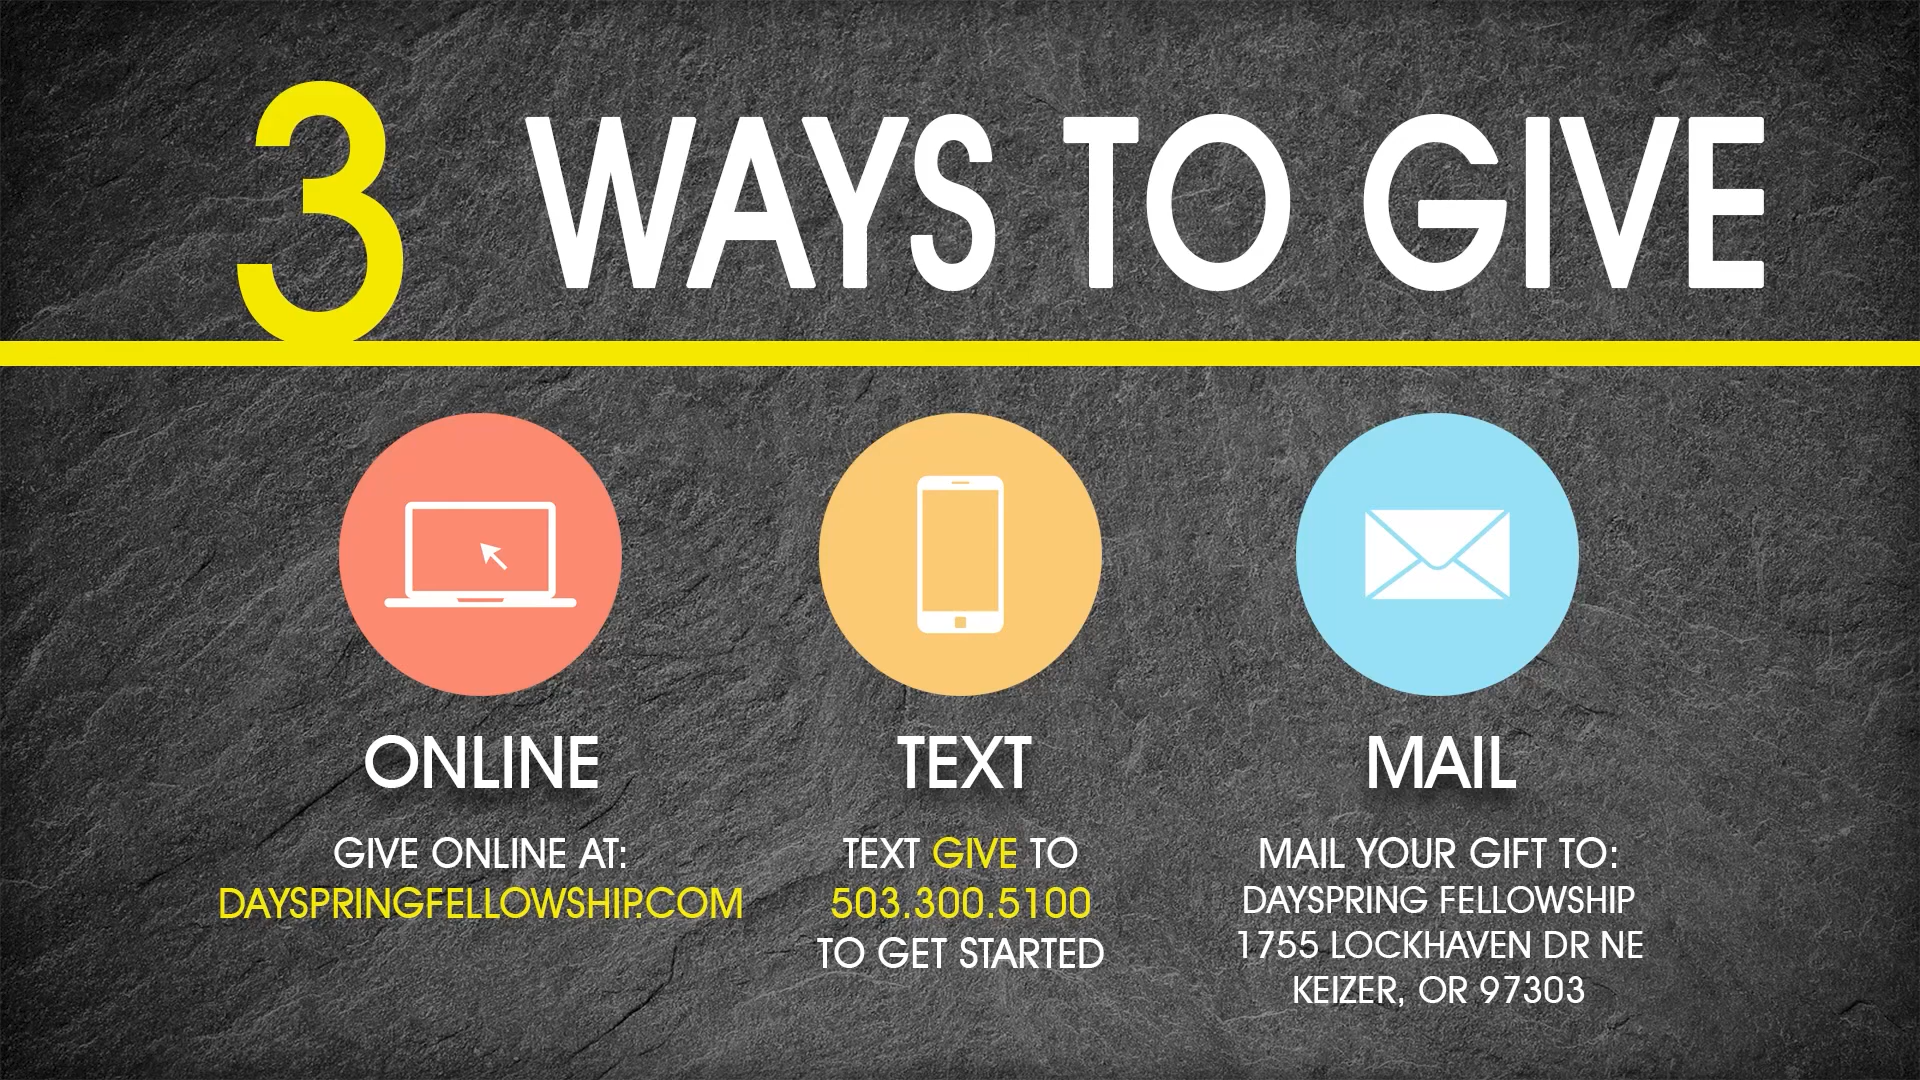 3 WAYS TO GIVE
ONLINE
GIVE ONLINE AT:
DAYSPRINGFELLOWSHIP.COM
TEXT
TEXT GIVE TO
503.300.5100
TO GET STARTED
MAIL
MAIL YOUR GIFT TO:
DAYSPRING FELLOWSHIP
1755 LOCKHAVEN DR NE
KEIZER, OR 97303